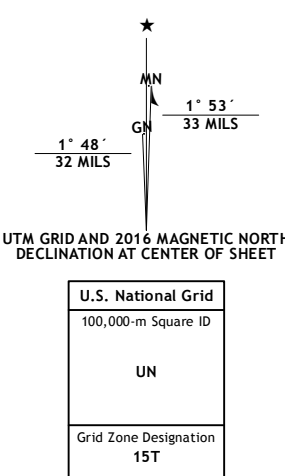 ★
MN
1° 53´
33 MILS
GN
1° 48´
32 MILS
UTM GRID AND 2016 MAGNETIC NORTH
DECLINATION AT CENTER OF SHEET
U.S. National Grid
100,000-m Square ID
UN
Grid Zone Designation
15T